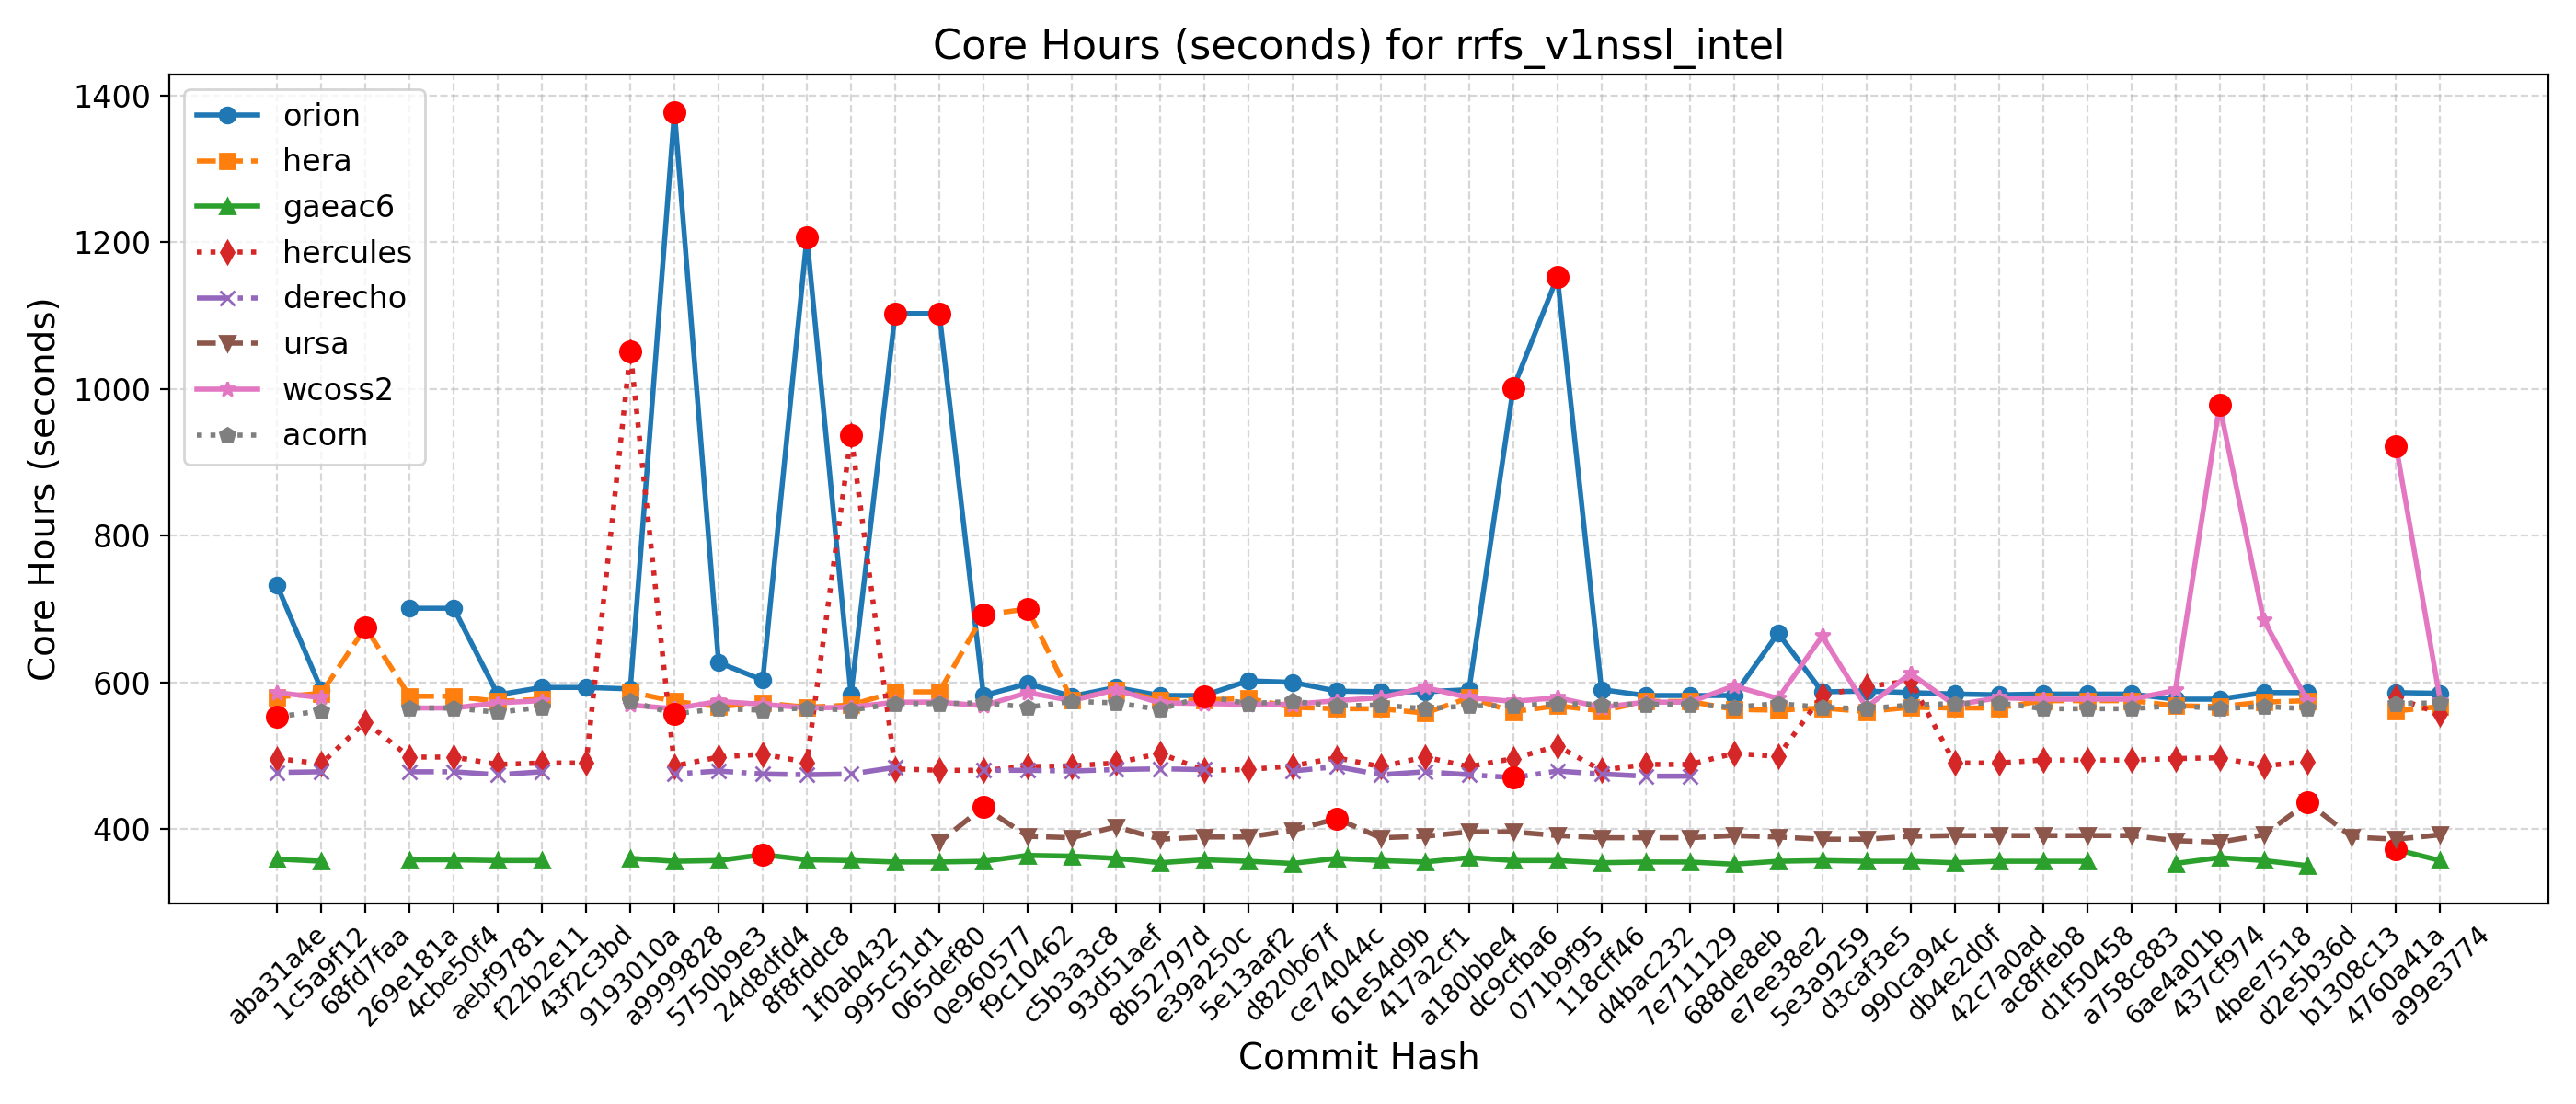 Core Hours (seconds) for rrfs_v1nssl_intel
Core Hours (seconds)
1400
1200
1000
800
600
400
orion
hera
gaeac6
hercules
derecho
ursa
wcoss2
acorn
aba31a4e
1c5a9f12
68fd7faa
269e181a
4cbe50f4
aebf9781
f22b2e11
43f2c3bd
9193010a
a9999828
5750b9e3
24d8dfd4
8f8fddc8
1f0ab432
995c51d1
065def80
0e960577
f9c10462
c5b3a3c8
93d51aef
8b52797d
e39a250c
5e13aaf2
d820b67f
ce74044c
61e54d9b
417a2cf1
a180bbe4
dc9cfba6
071b9f95
118cff46
d4bac232
7e711129
688de8eb
e7ee38e2
5e3a9259
d3caf3e5
990ca94c
db4e2d0f
42c7a0ad
ac8ffeb8
d1f50458
a758c883
6ae4a01b
437cf974
4bee7518
d2e5b36d
b1308c13
4760a41a
a99e3774
Commit Hash